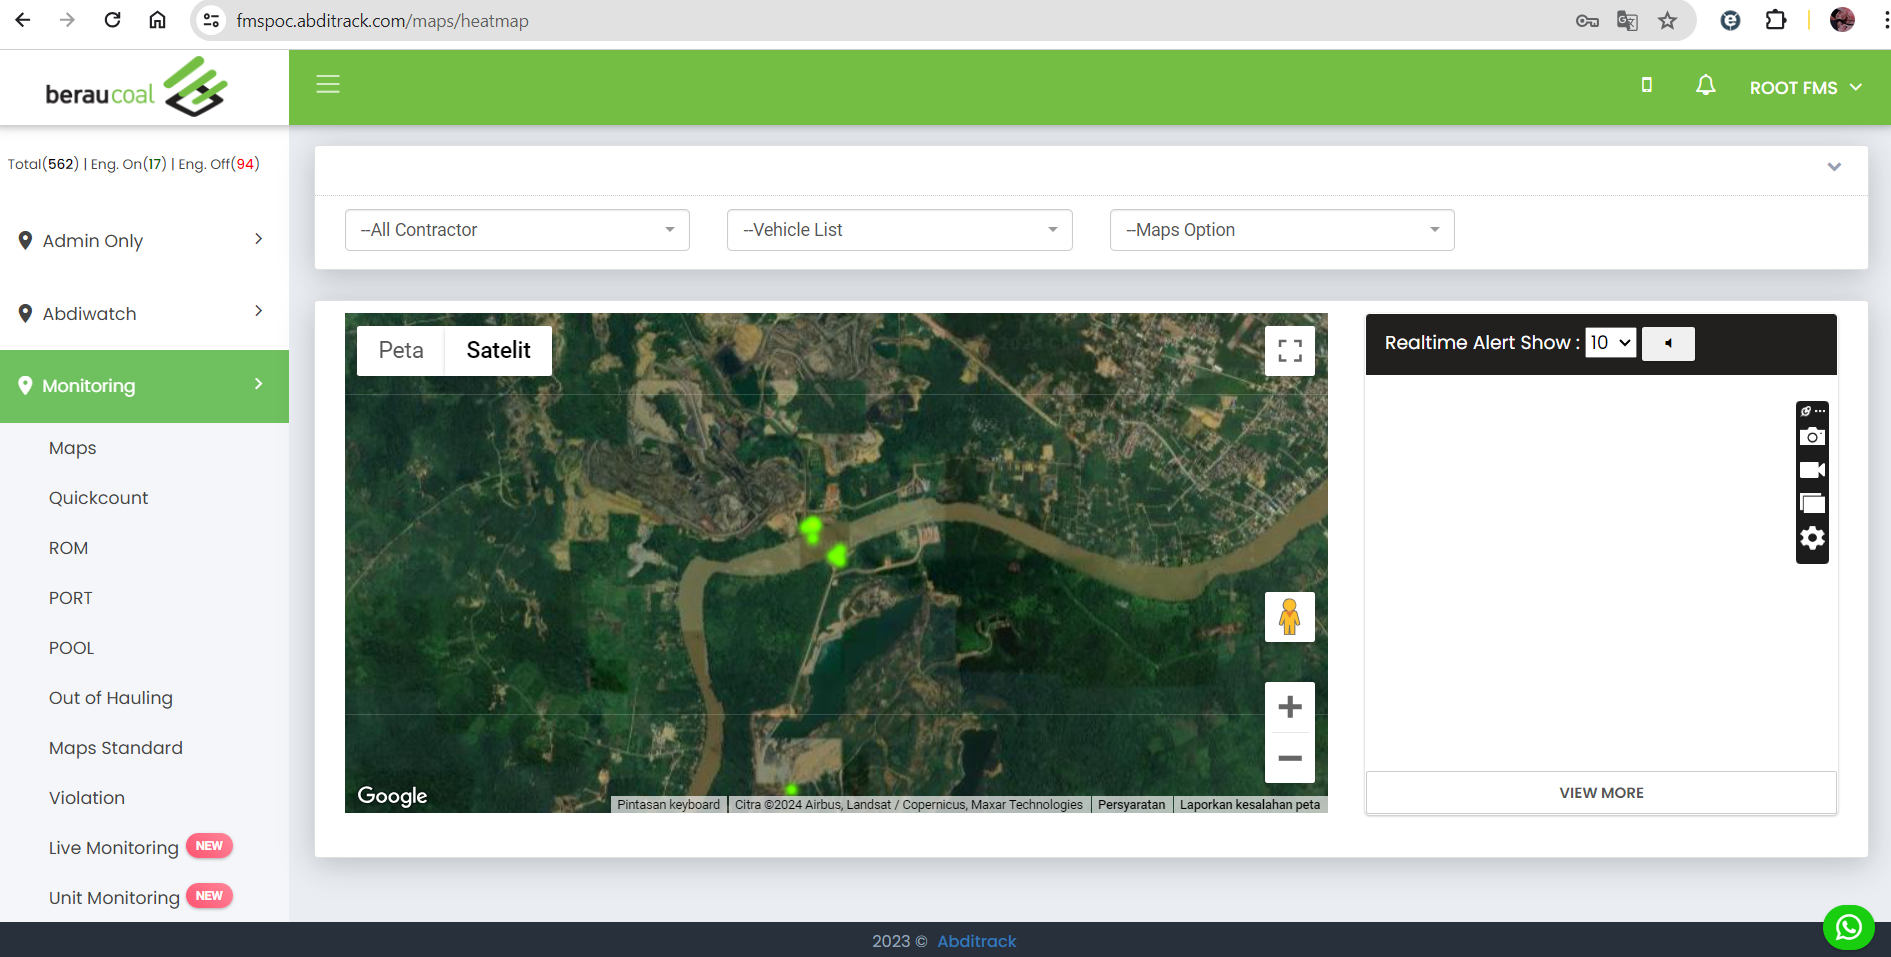 fmspoc.abditrack.com/maps/heatmap
beraucoal
ROOT FMS
Total(562) | Eng. On(17) | Eng. Off(94)
Admin Only
Abdiwatch
Monitoring
Maps
Quickcount
ROM
PORT
POOL
Out of Hauling
Maps Standard
Violation
Live Monitoring NEW
Unit Monitoring NEW
--All Contractor
--Vehicle List
--Maps Option
Peta Satelit
Google
Pintasan keyboard
Citra ©2024 Airbus, Landsat / Copernicus, Maxar Technologies
Persyaratan
Laporkan kesalahan peta
Realtime Alert Show : 10
VIEW MORE
2023 © Abditrack